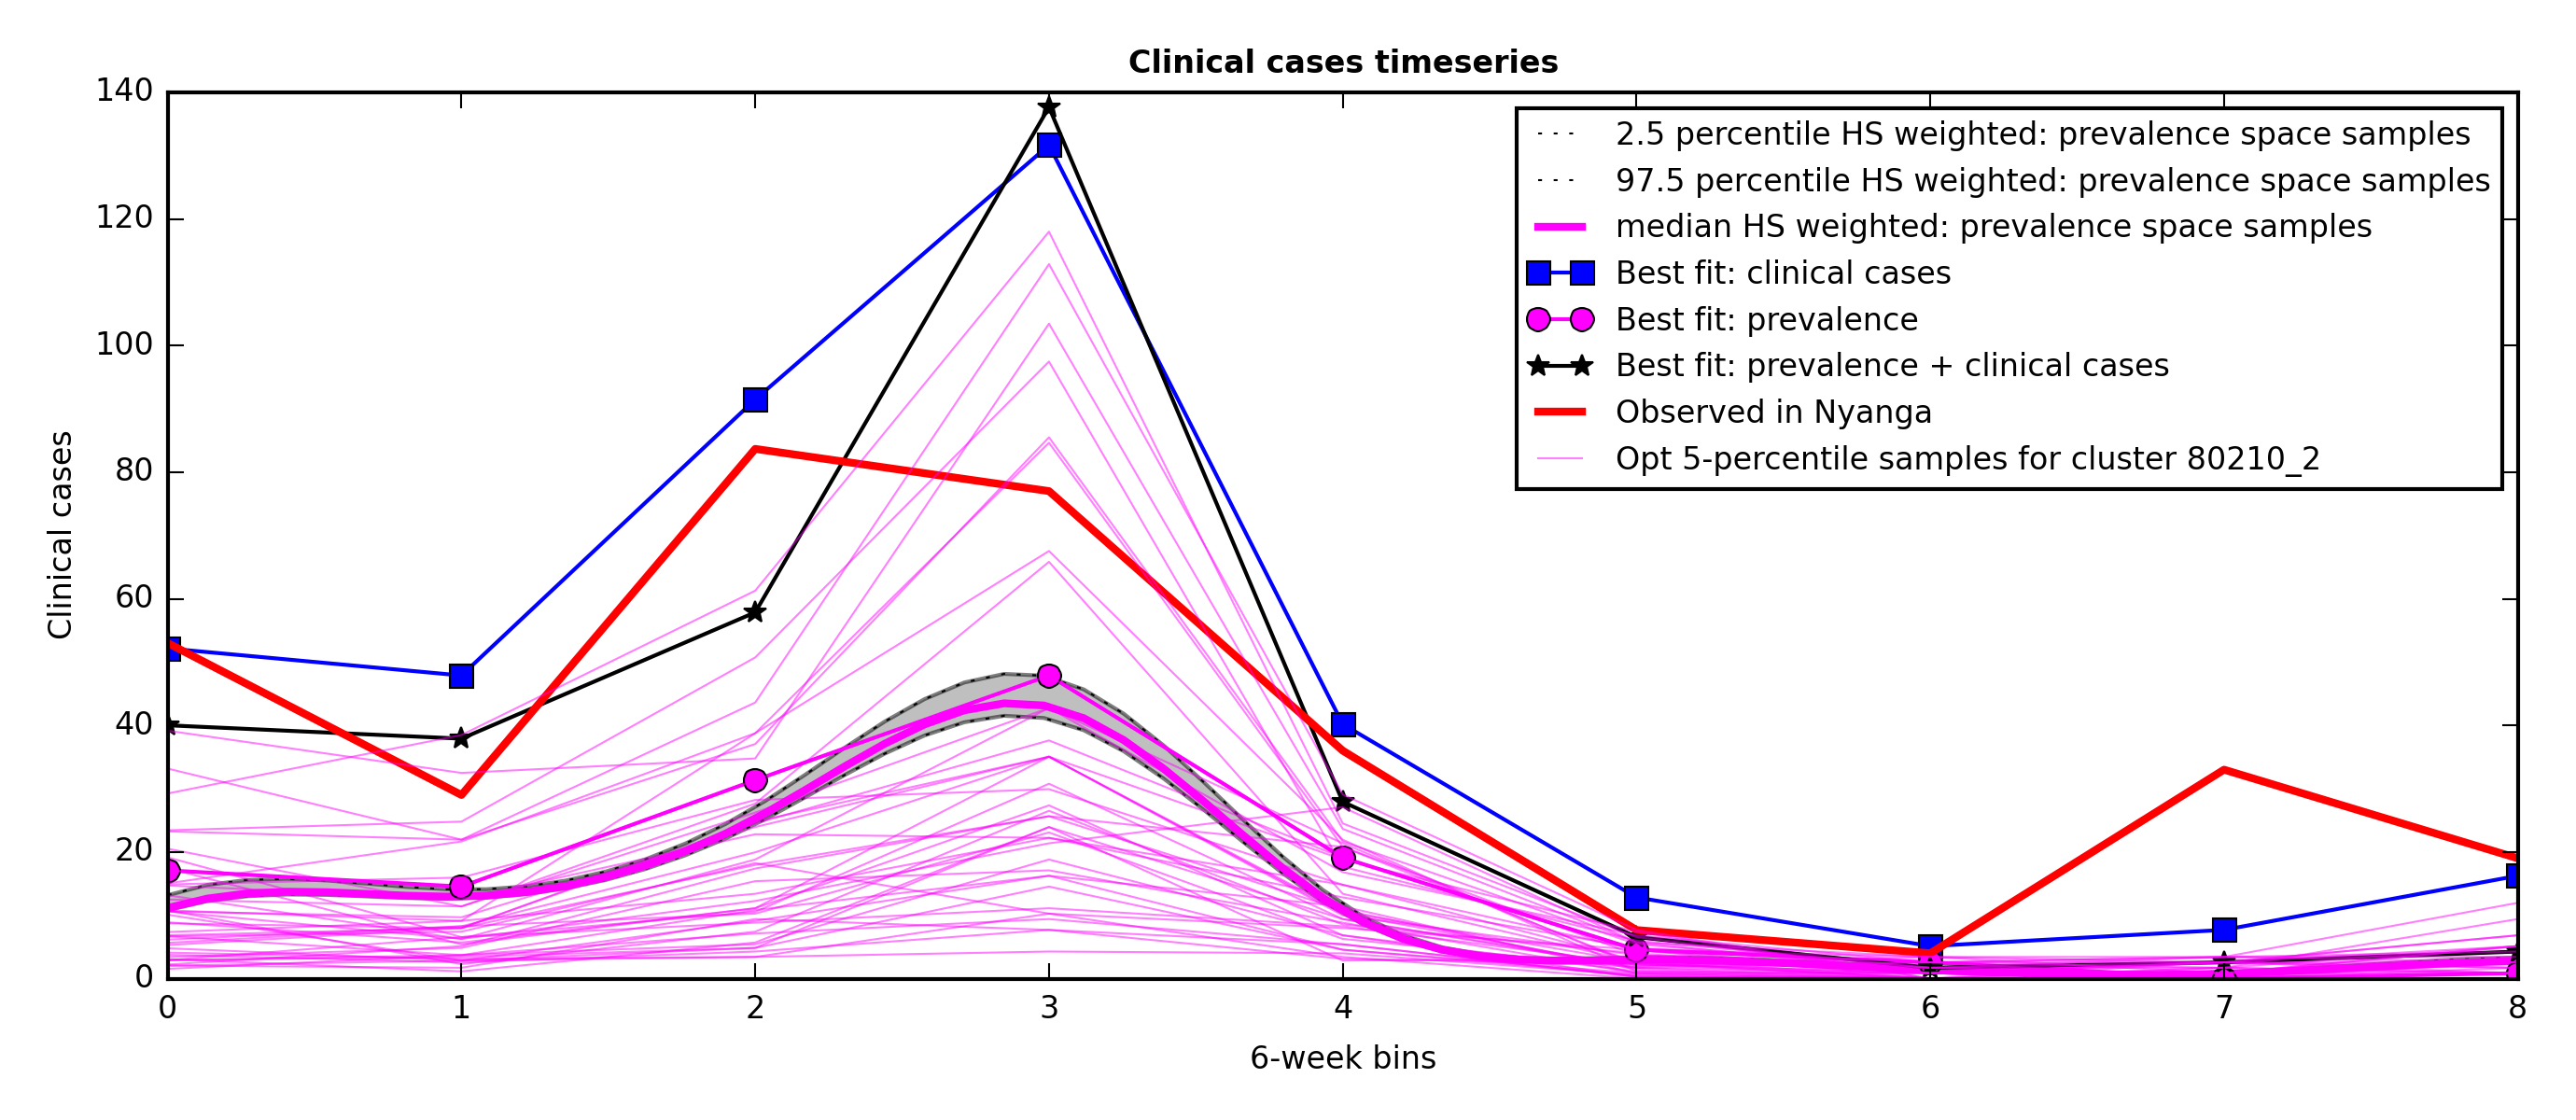 Clinical cases timeseries
140
120
100
80
60
40
20
0
Clinical cases
0 1 2 3 4 5 6 7 8
6-week bins
2.5 percentile HS weighted: prevalence space samples
97.5 percentile HS weighted: prevalence space samples
median HS weighted: prevalence space samples
Best fit: clinical cases
Best fit: prevalence
Best fit: prevalence + clinical cases
Observed in Nyanga
Opt 5-percentile samples for cluster 80210_2